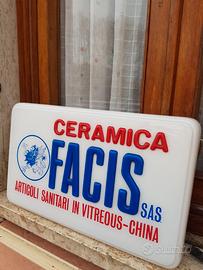 CERAMICA
FACIS
SAS
ARTICOLI SANITARI IN VITREOUS-CHINA